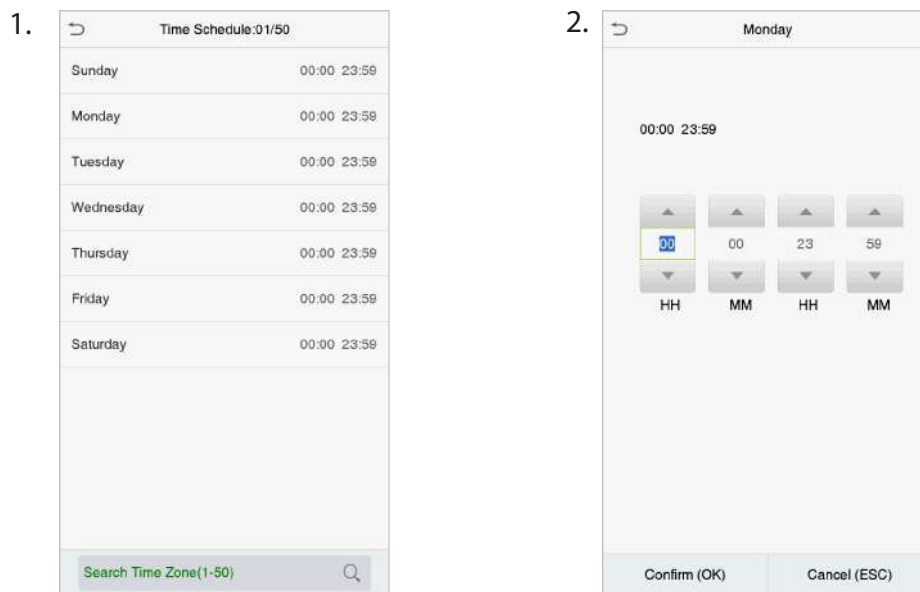 1.
Time Schedule:01/50
Sunday 00:00 23:59
Monday 00:00 23:59
Tuesday 00:00 23:59
Wednesday 00:00 23:59
Thursday 00:00 23:59
Friday 00:00 23:59
Saturday 00:00 23:59
Search Time Zone(1-50)
2.
Monday
00:00 23:59
00 00 23 59
HH MM HH MM
Confirm (OK) Cancel (ESC)